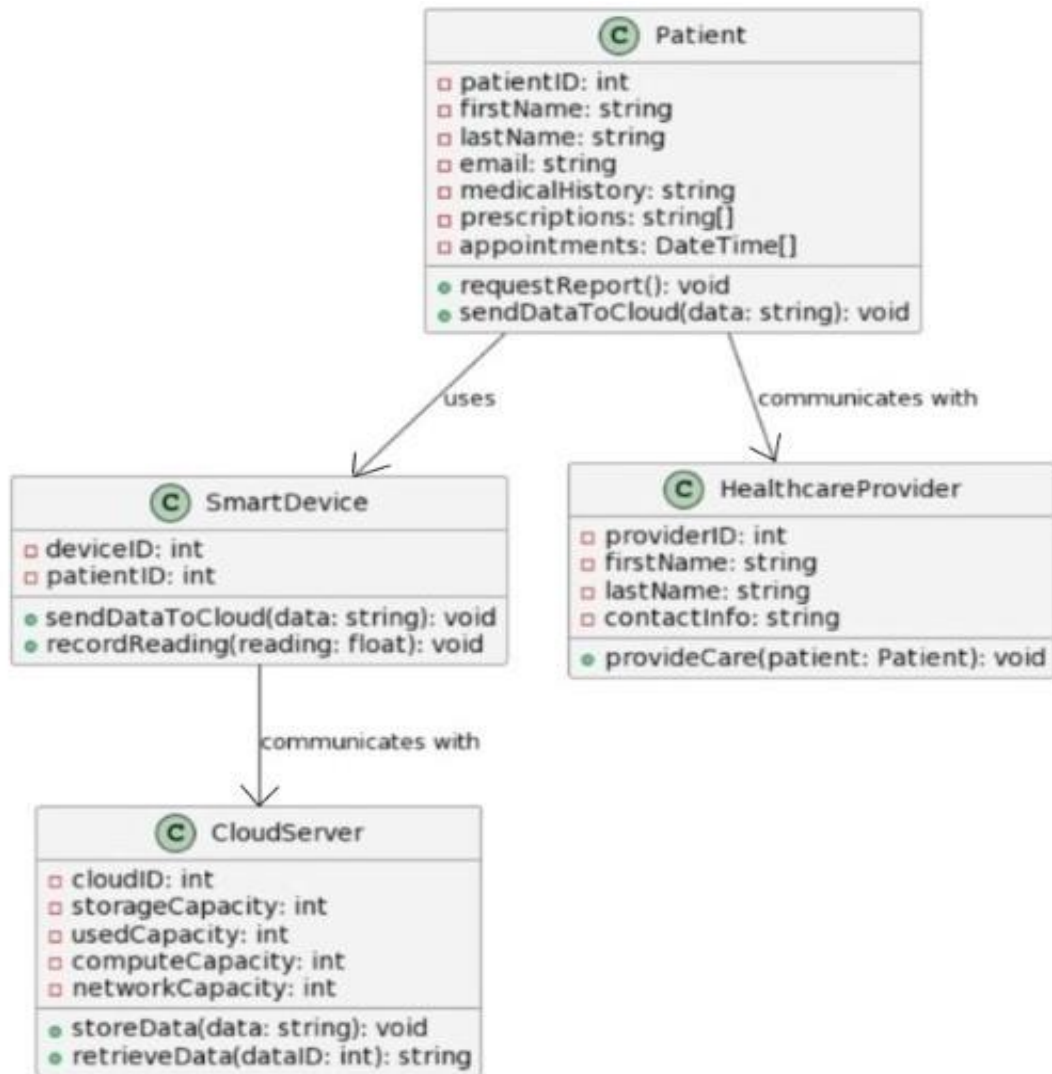 C Patient
patientID: int
firstName: string
lastName: string
email: string
medicalHistory: string
prescriptions: string[]
appointments: DateTime[]
requestReport(): void
sendDataToCloud(data: string): void
uses
communicates with
C SmartDevice
deviceID: int
patientID: int
sendDataToCloud(data: string): void
recordReading(reading: float): void
C HealthcareProvider
providerID: int
firstName: string
lastName: string
contactInfo: string
provideCare(patient: Patient): void
communicates with
C CloudServer
cloudID: int
storageCapacity: int
usedCapacity: int
computeCapacity: int
networkCapacity: int
storeData(data: string): void
retrieveData(dataID: int): string